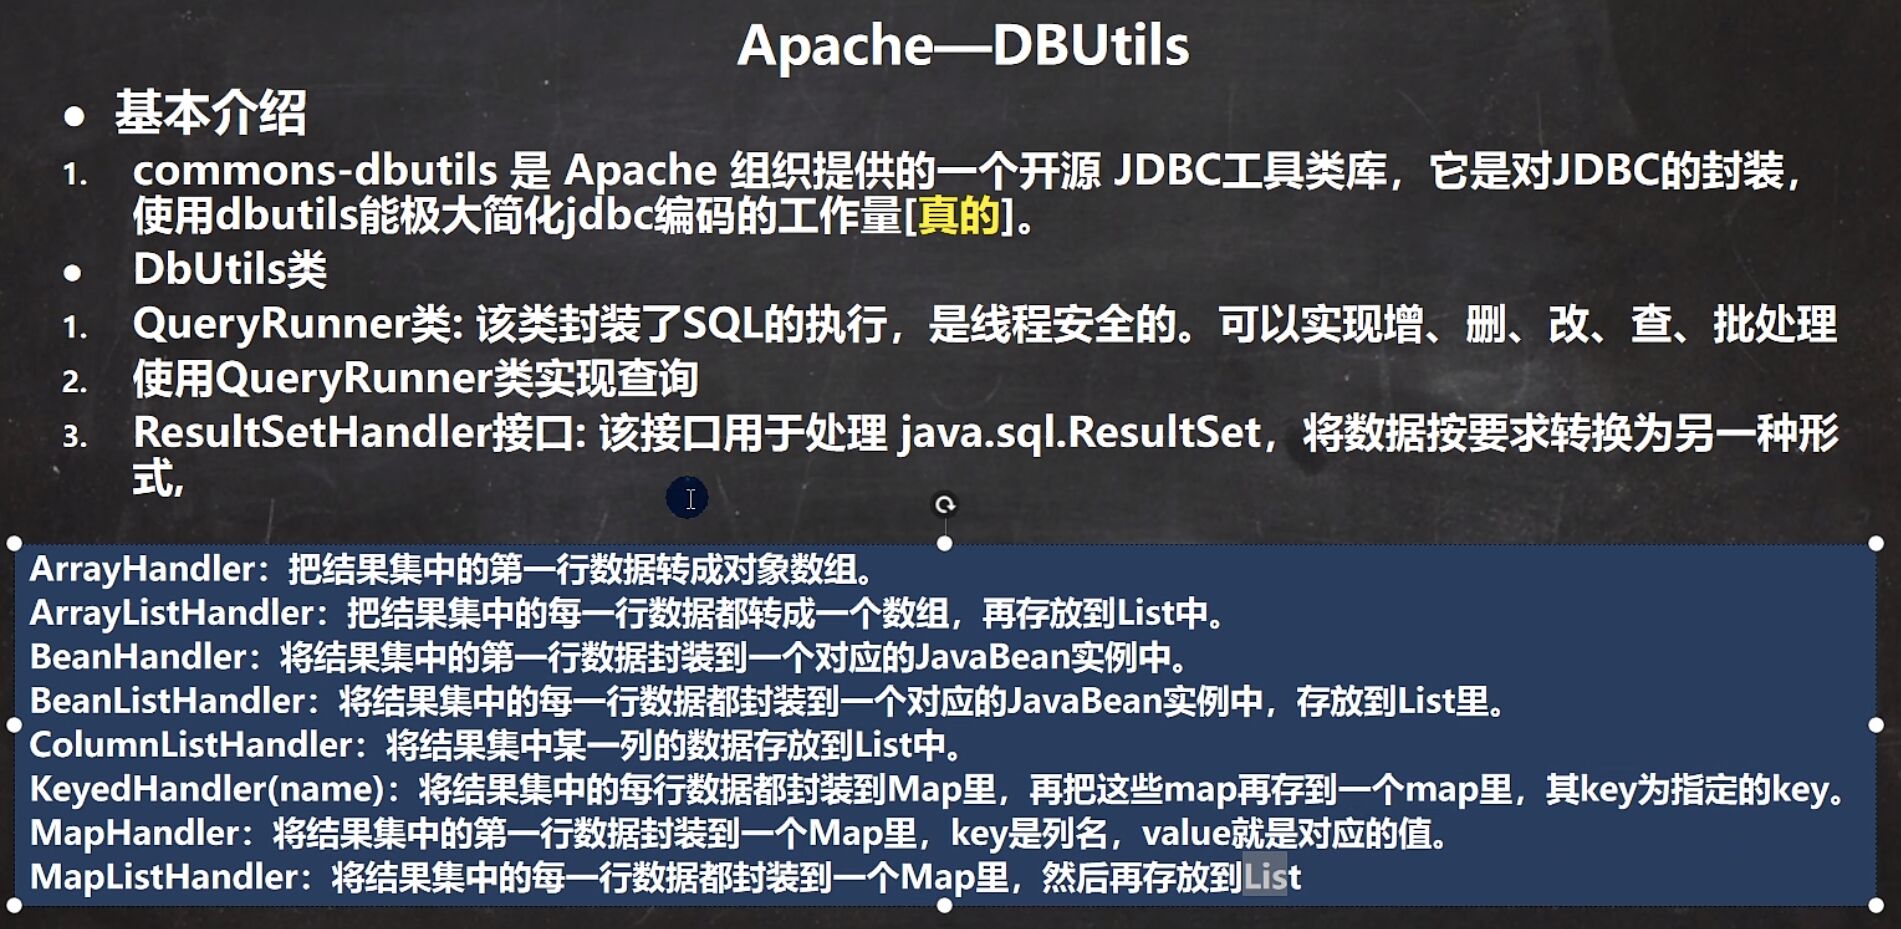 Apache—DBUtils
● 基本介绍
1. commons-dbutils 是 Apache 组织提供的一个开源 JDBC工具类库，它是对JDBC的封装，
使用dbutils能极大简化jdbc编码的工作量[真的]。
● DbUtils类
1. QueryRunner类: 该类封装了SQL的执行，是线程安全的。可以实现增、删、改、查、批处理
2. 使用QueryRunner类实现查询
3. ResultSetHandler接口: 该接口用于处理 java.sql.ResultSet，将数据按要求转换为另一种形
式,
ArrayHandler：把结果集中的第一行数据转成对象数组。
ArrayListHandler：把结果集中的每一行数据都转成一个数组，再存放到List中。
BeanHandler：将结果集中的第一行数据封装到一个对应的JavaBean实例中。
BeanListHandler：将结果集中的每一行数据都封装到一个对应的JavaBean实例中，存放到List里。
ColumnListHandler：将结果集中某一列的数据存放到List中。
KeyedHandler(name)：将结果集中的每行数据都封装到Map里，再把这些map再存到一个map里，其key为指定的key。
MapHandler：将结果集中的第一行数据封装到一个Map里，key是列名，value就是对应的值。
MapListHandler：将结果集中的每一行数据都封装到一个Map里，然后再存放到List